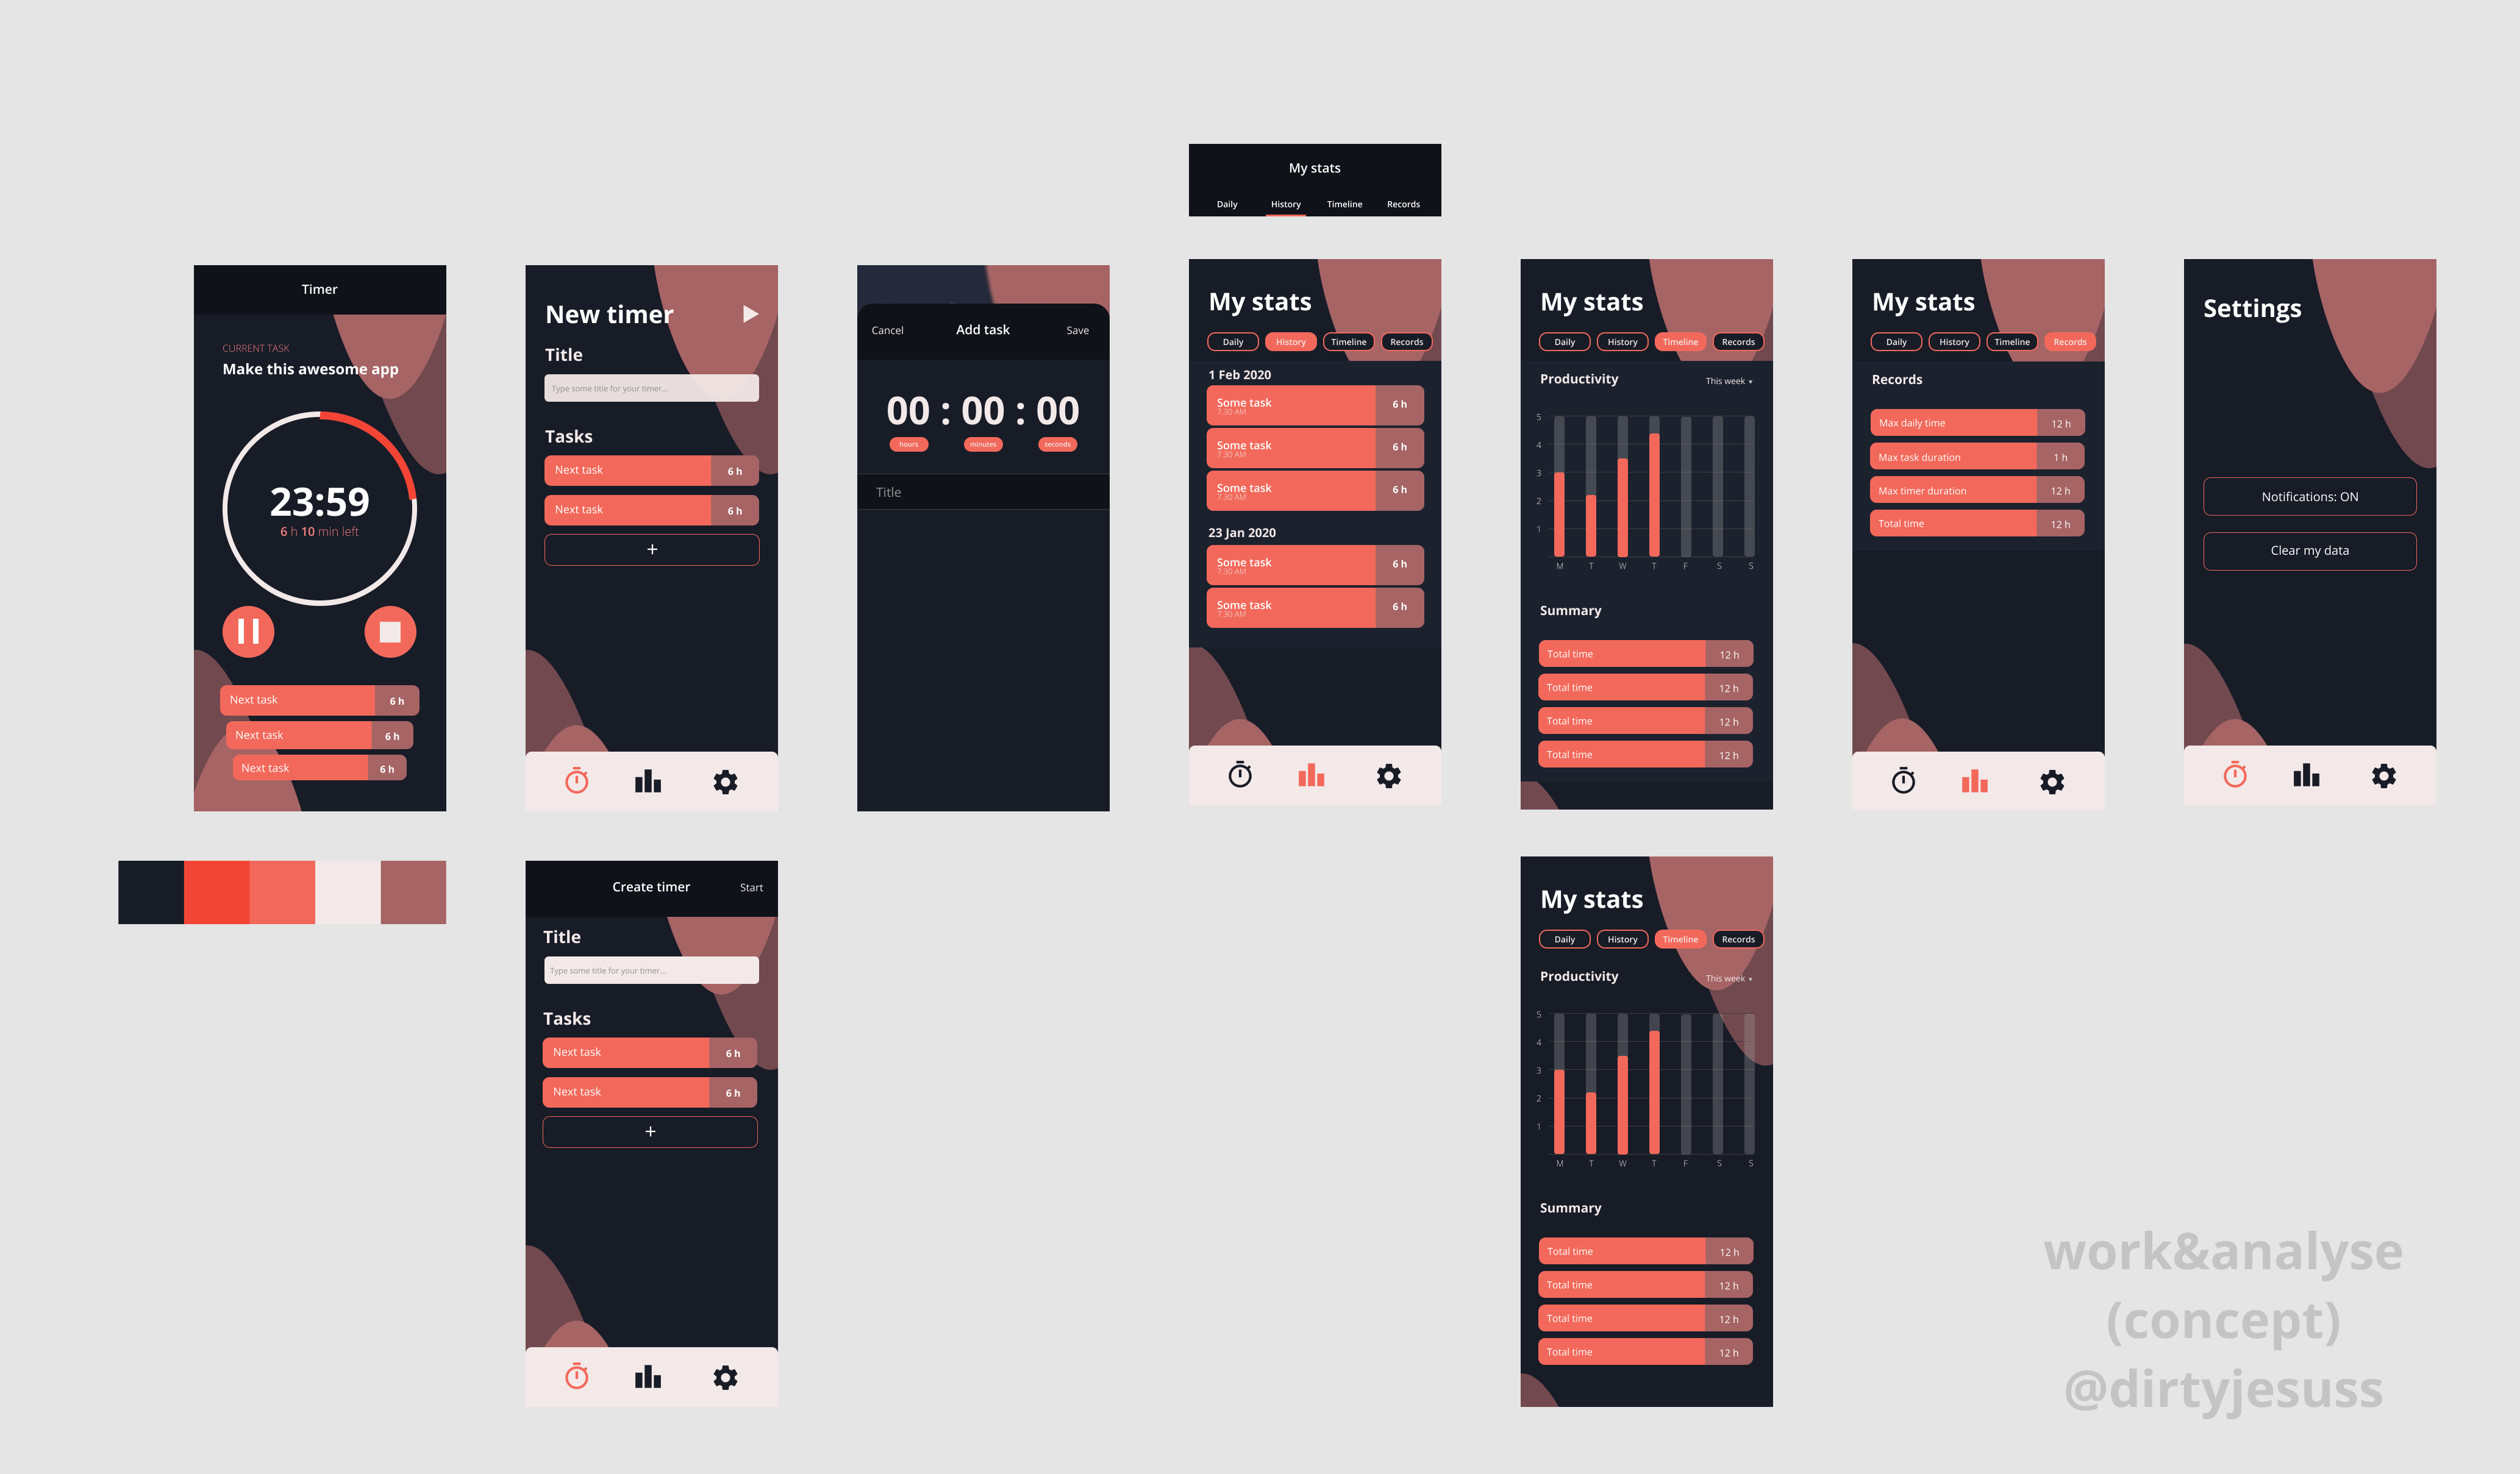 My stats
Daily History Timeline Records
Timer
CURRENT TASK
Make this awesome app
23:59
6 h 10 min left
Next task 6 h
Next task 6 h
Next task 6 h
New timer
Title
Type some title for your timer...
Tasks
Next task 6 h
Next task 6 h
+
Cancel Add task Save
00 : 00 : 00
hours minutes seconds
Title
My stats
Daily History Timeline Records
1 Feb 2020
Some task 6 h
7.30 AM
Some task 6 h
7.30 AM
Some task 6 h
7.30 AM
23 Jan 2020
Some task 6 h
7.30 AM
Some task 6 h
7.30 AM
My stats
Daily History Timeline Records
Productivity This week
5
4
3
2
1
M T W T F S S
Summary
Total time 12 h
Total time 12 h
Total time 12 h
Total time 12 h
My stats
Daily History Timeline Records
Records
Max daily time 12 h
Max task duration 1 h
Max timer duration 12 h
Total time 12 h
Settings
Notifications: ON
Clear my data
Create timer Start
Title
Type some title for your timer...
Tasks
Next task 6 h
Next task 6 h
+
My stats
Daily History Timeline Records
Productivity This week
5
4
3
2
1
M T W T F S S
Summary
Total time 12 h
Total time 12 h
Total time 12 h
Total time 12 h
work&analyse
(concept)
@dirtyjesuss